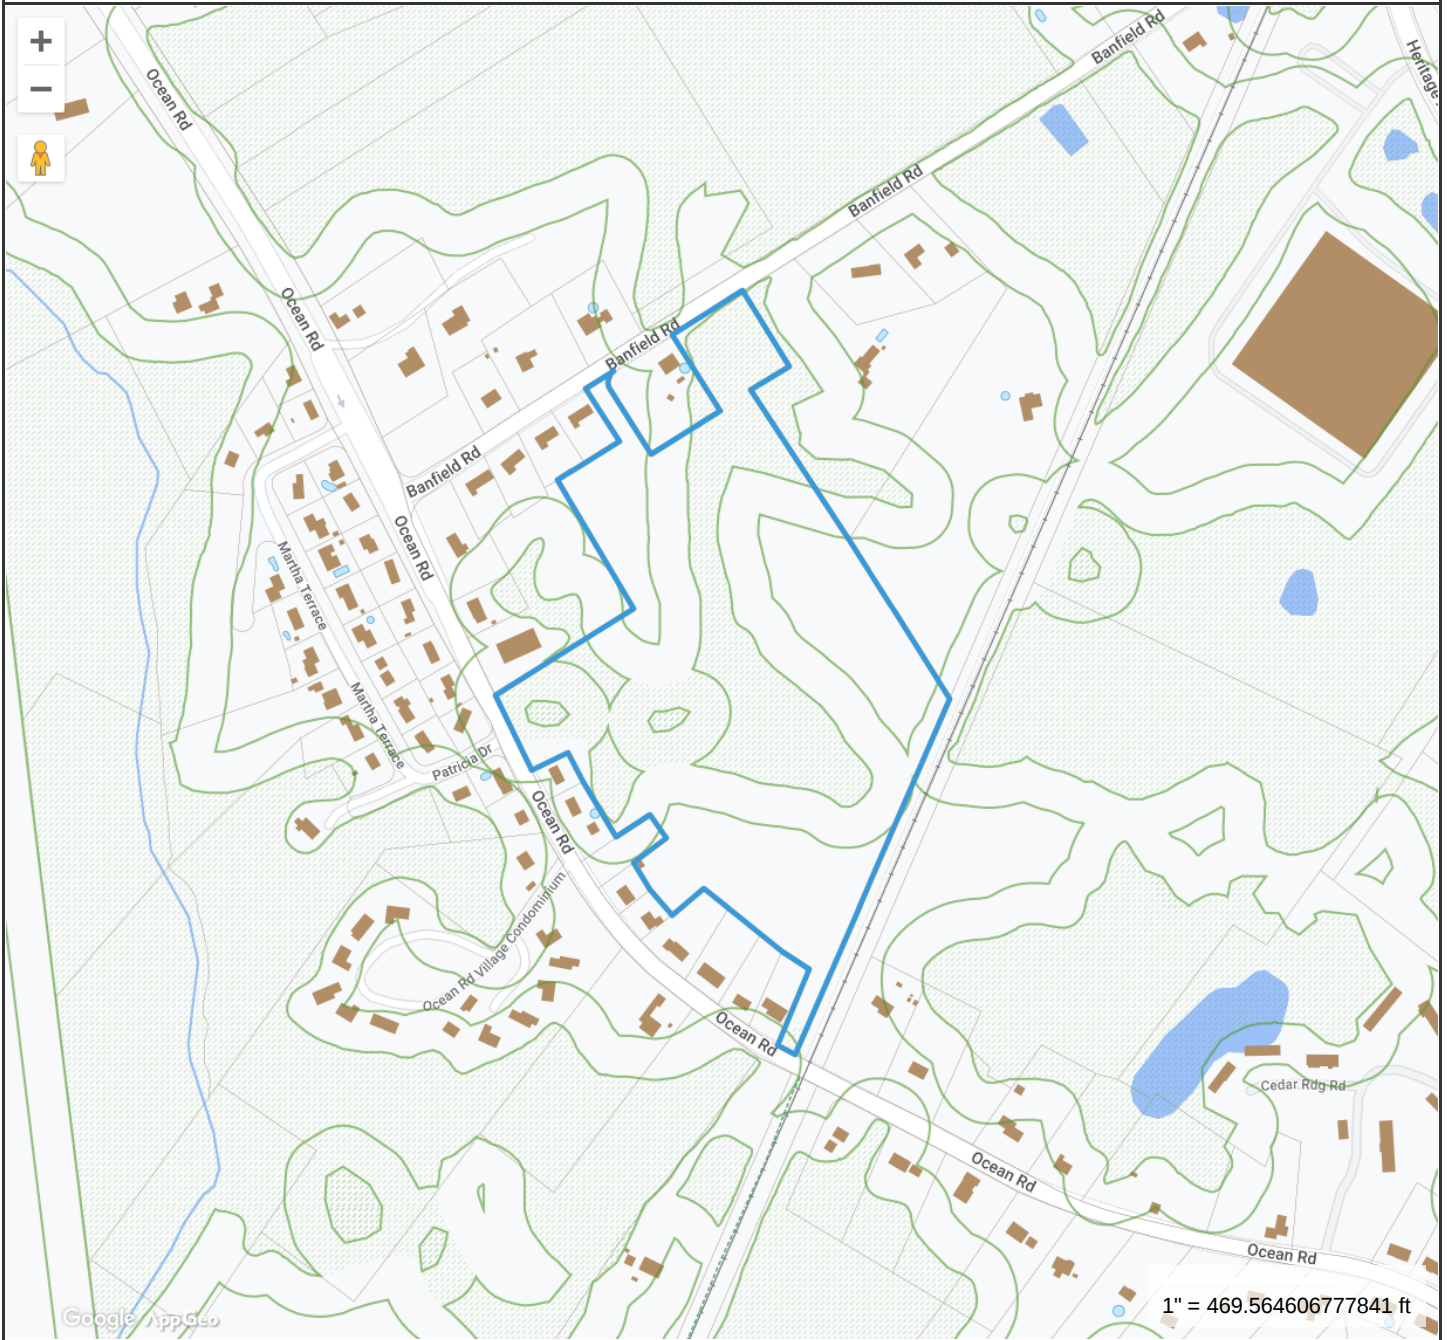 +
−
Ocean Rd
Banfield Rd
Heritage
Banfield Rd
Ocean Rd
Banfield Rd
Banfield Rd
Ocean Rd
Martha Terrace
Martha Terrace
Patricia Dr
Ocean Rd
Ocean Rd Village Condominium
Ocean Rd
Cedar Rdg Rd
Ocean Rd
Ocean Rd
Google AppGeo
1" = 469.564606777841 ft